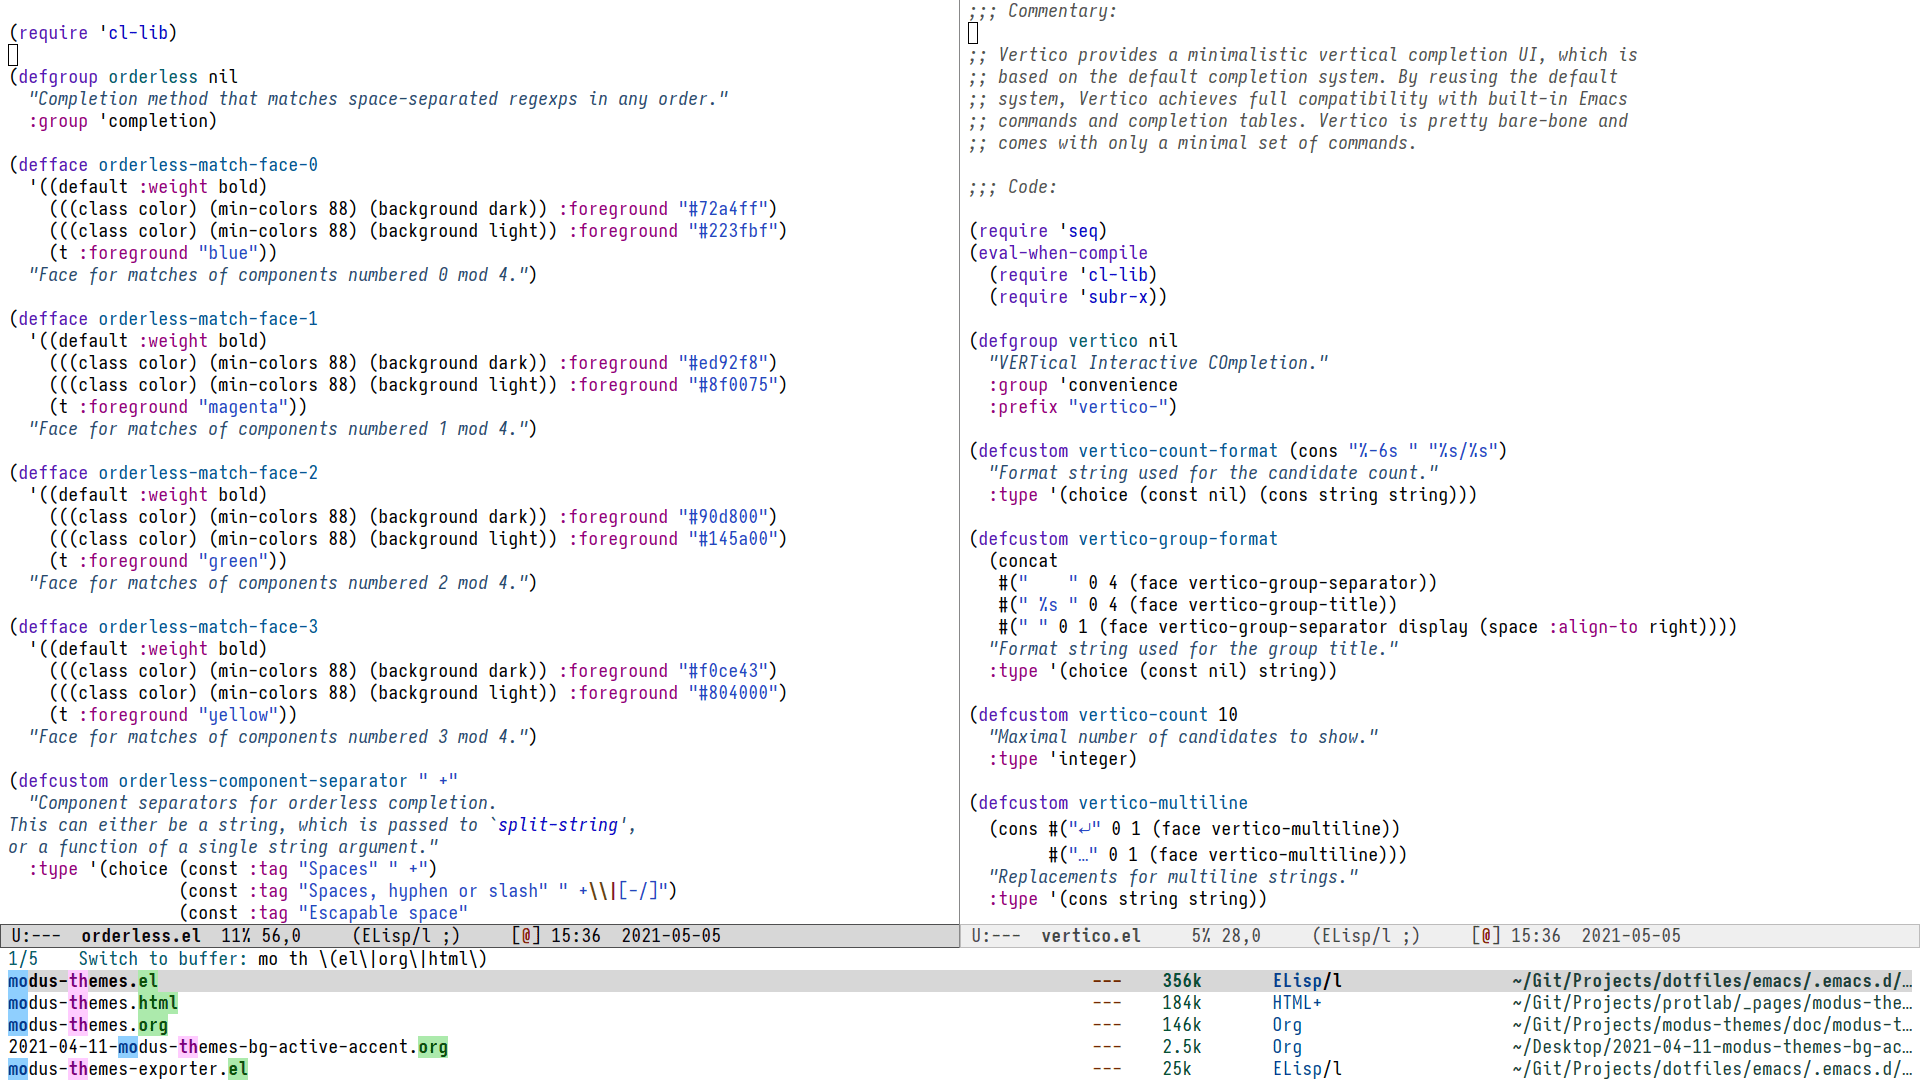 (require 'cl-lib)
(defgroup orderless nil
  "Completion method that matches space-separated regexps in any order."
  :group 'completion)
(defface orderless-match-face-0
  '((default :weight bold)
    (((class color) (min-colors 88) (background dark)) :foreground "#72a4ff")
    (((class color) (min-colors 88) (background light)) :foreground "#223fbf")
    (t :foreground "blue"))
  "Face for matches of components numbered 0 mod 4.")
(defface orderless-match-face-1
  '((default :weight bold)
    (((class color) (min-colors 88) (background dark)) :foreground "#ed92f8")
    (((class color) (min-colors 88) (background light)) :foreground "#8f0075")
    (t :foreground "magenta"))
  "Face for matches of components numbered 1 mod 4.")
(defface orderless-match-face-2
  '((default :weight bold)
    (((class color) (min-colors 88) (background dark)) :foreground "#90d800")
    (((class color) (min-colors 88) (background light)) :foreground "#145a00")
    (t :foreground "green"))
  "Face for matches of components numbered 2 mod 4.")
(defface orderless-match-face-3
  '((default :weight bold)
    (((class color) (min-colors 88) (background dark)) :foreground "#f0ce43")
    (((class color) (min-colors 88) (background light)) :foreground "#804000")
    (t :foreground "yellow"))
  "Face for matches of components numbered 3 mod 4.")
(defcustom orderless-component-separator " +"
  "Component separators for orderless completion.
This can either be a string, which is passed to `split-string',
or a function of a single string argument."
  :type '(choice (const :tag "Spaces" " +")
                 (const :tag "Spaces, hyphen or slash" " +\\|[-/]")
                 (const :tag "Escapable space"
U:---  orderless.el  11% 56,0     (ELisp/l ;)     [@] 15:36  2021-05-05
;;; Commentary:
;; Vertico provides a minimalistic vertical completion UI, which is
;; based on the default completion system. By reusing the default
;; system, Vertico achieves full compatibility with built-in Emacs
;; commands and completion tables. Vertico is pretty bare-bone and
;; comes with only a minimal set of commands.
;;; Code:
(require 'seq)
(eval-when-compile
  (require 'cl-lib)
  (require 'subr-x))
(defgroup vertico nil
  "VERTical Interactive COmpletion."
  :group 'convenience
  :prefix "vertico-")
(defcustom vertico-count-format (cons "%-6s " "%s/%s")
  "Format string used for the candidate count."
  :type '(choice (const nil) (cons string string)))
(defcustom vertico-group-format
  (concat
   #("    " 0 4 (face vertico-group-separator))
   #(" %s " 0 4 (face vertico-group-title))
   #(" " 0 1 (face vertico-group-separator display (space :align-to right))))
  "Format string used for the group title."
  :type '(choice (const nil) string))
(defcustom vertico-count 10
  "Maximal number of candidates to show."
  :type 'integer)
(defcustom vertico-multiline
  (cons #("⤶" 0 1 (face vertico-multiline))
        #("…" 0 1 (face vertico-multiline)))
  "Replacements for multiline strings."
  :type '(cons string string))
U:---  vertico.el     5% 28,0     (ELisp/l ;)     [@] 15:36  2021-05-05
1/5    Switch to buffer: mo th \(el\|org\|html\)
modus-themes.el --- 356k ELisp/l ~/Git/Projects/dotfiles/emacs/.emacs.d/…
modus-themes.html --- 184k HTML+ ~/Git/Projects/protlab/_pages/modus-the…
modus-themes.org --- 146k Org ~/Git/Projects/modus-themes/doc/modus-t…
2021-04-11-modus-themes-bg-active-accent.org --- 2.5k Org ~/Desktop/2021-04-11-modus-themes-bg-ac…
modus-themes-exporter.el --- 25k ELisp/l ~/Git/Projects/dotfiles/emacs/.emacs.d/…